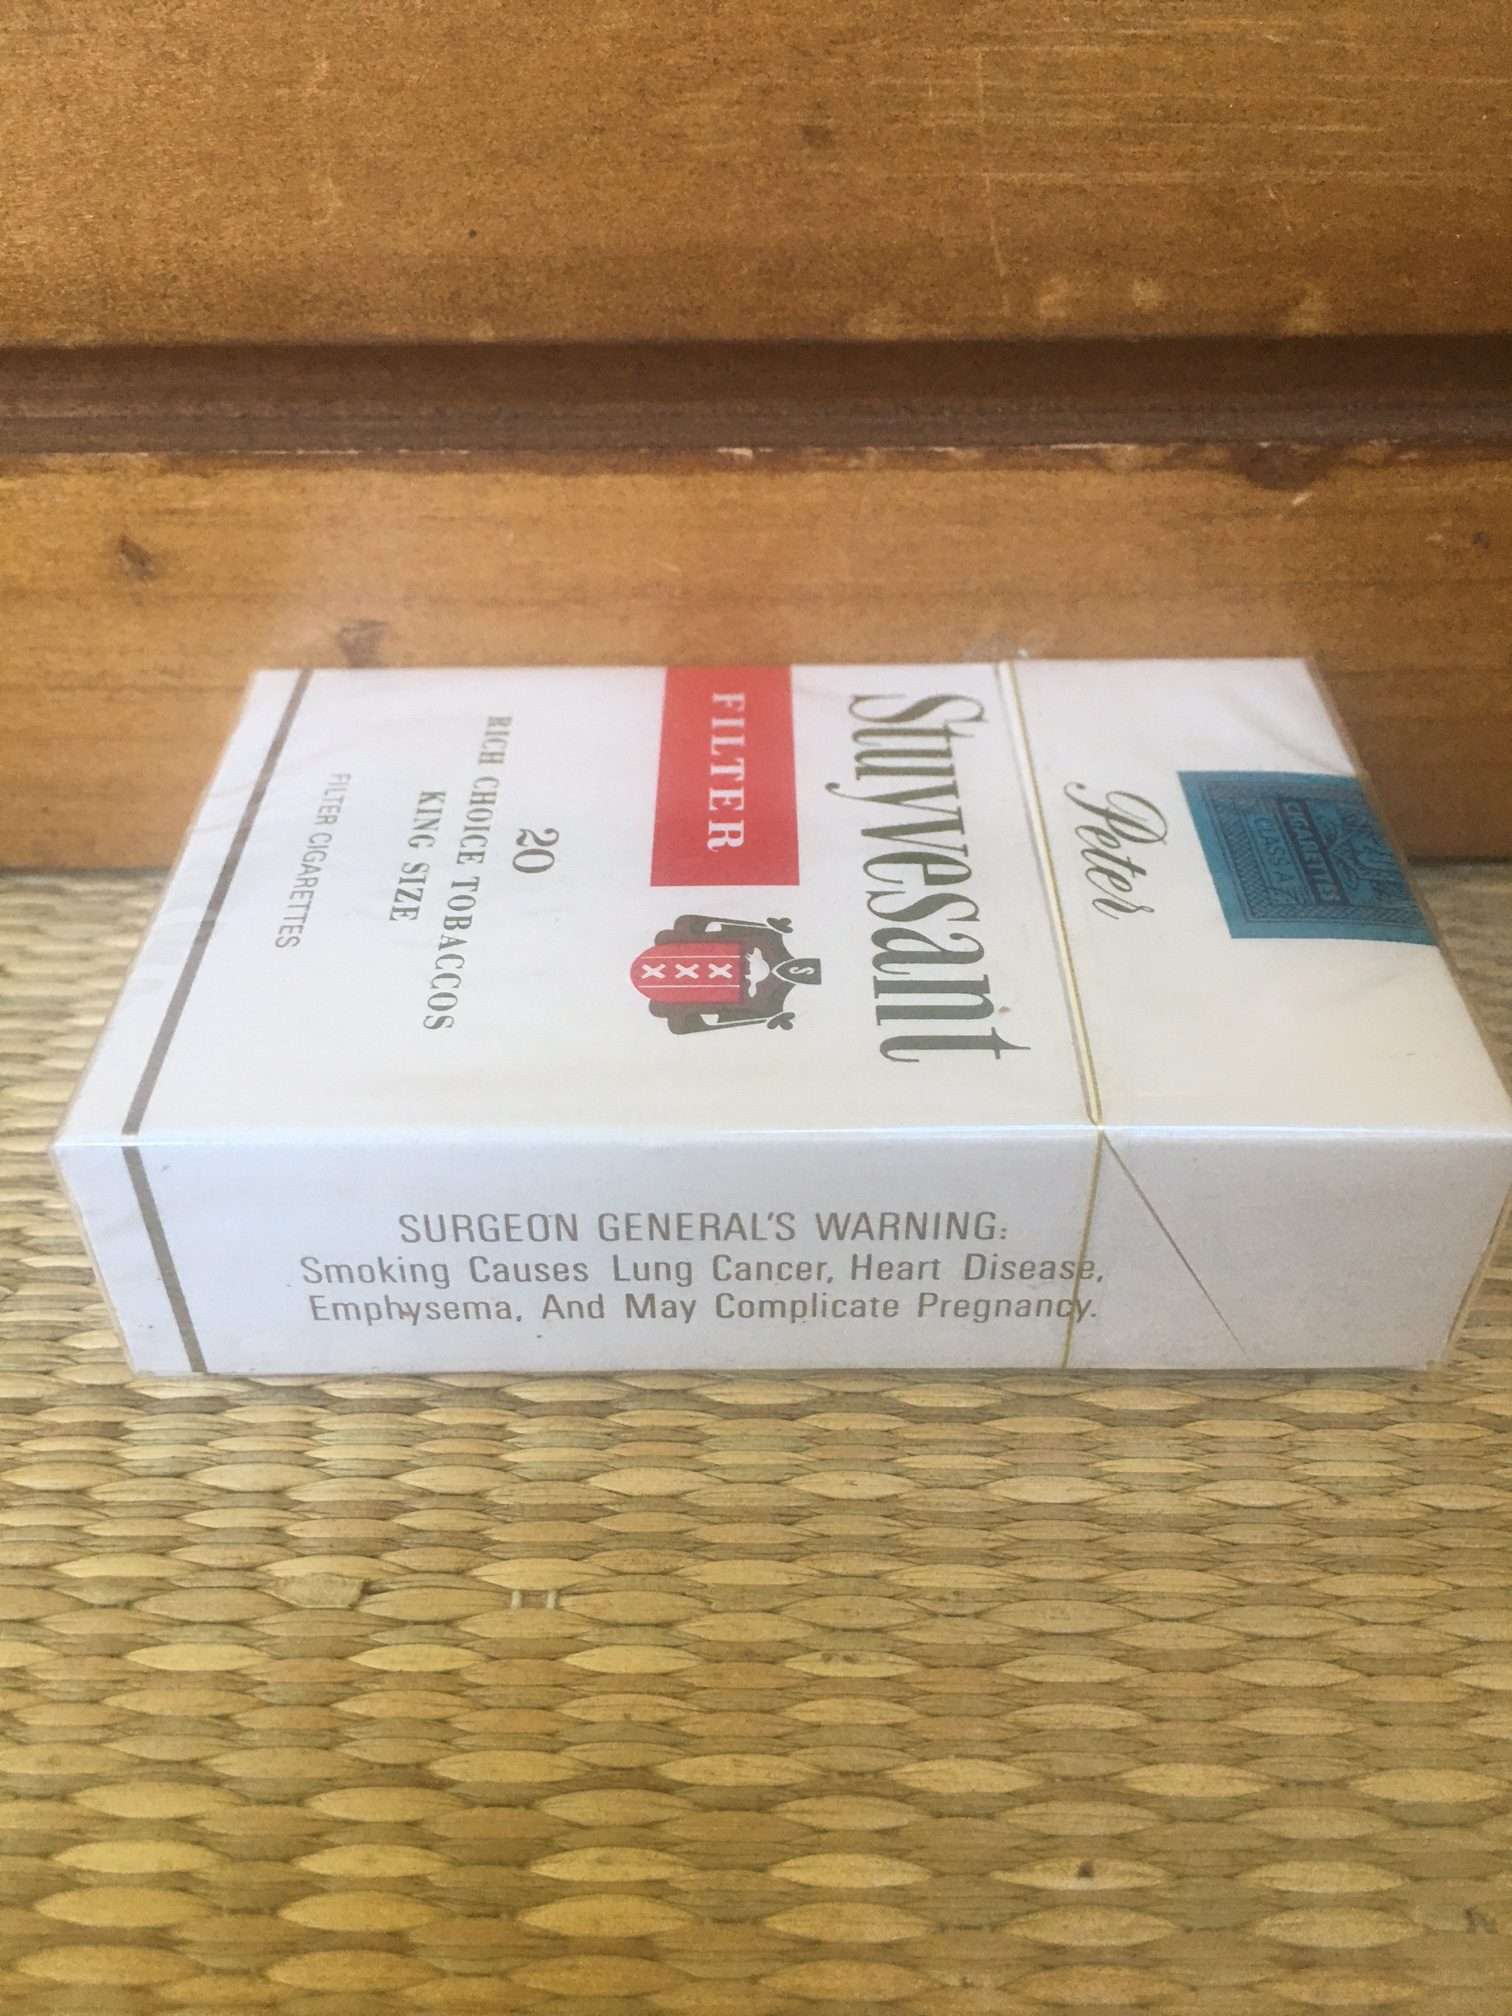 CIGARETTES
CLASS A
Peter
Stuyvesant
FILTER
S
XXX
20
RICH CHOICE TOBACCOS
KING SIZE
FILTER CIGARETTES
SURGEON GENERAL'S WARNING:
Smoking Causes Lung Cancer, Heart Disease,
Emphysema, And May Complicate Pregnancy.